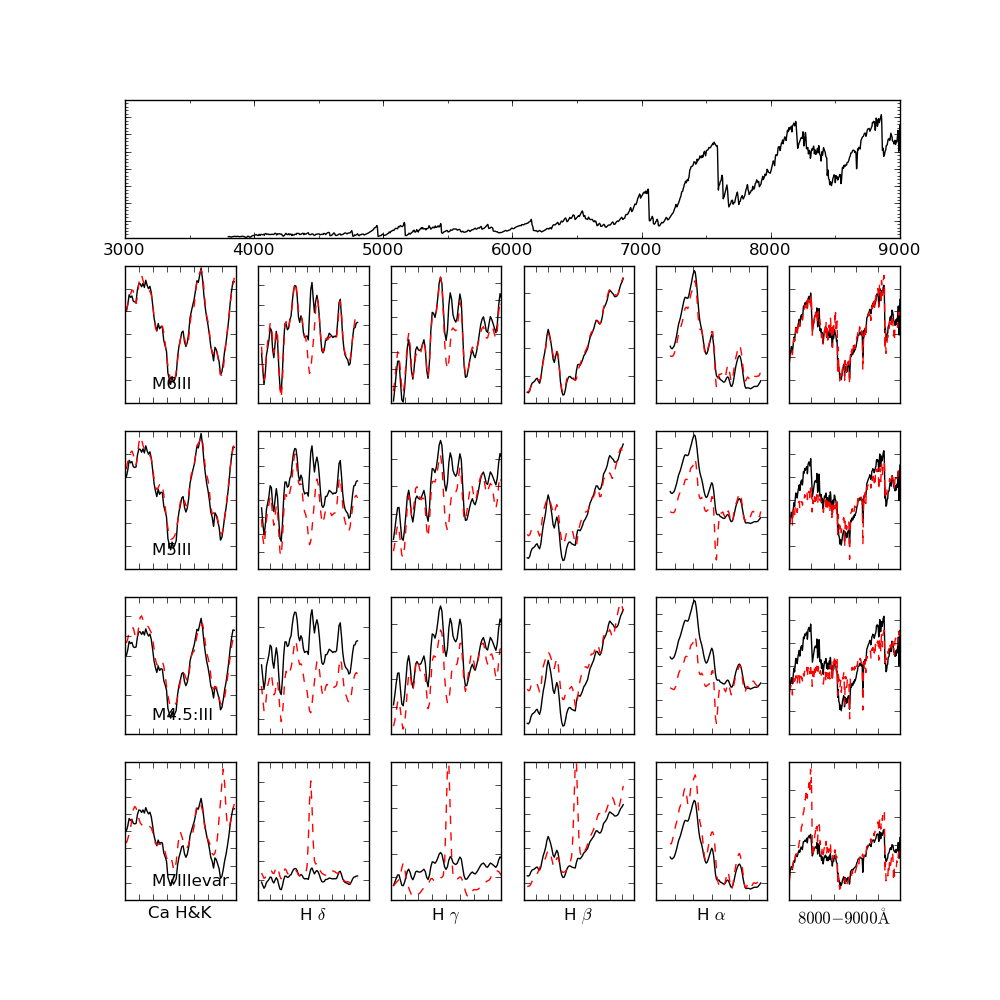 3000 4000 5000 6000 7000 8000 9000
M6III
M5III
M4.5:III
M7IIIevar
Ca H&K H δ H γ H β H α 8000−9000Å